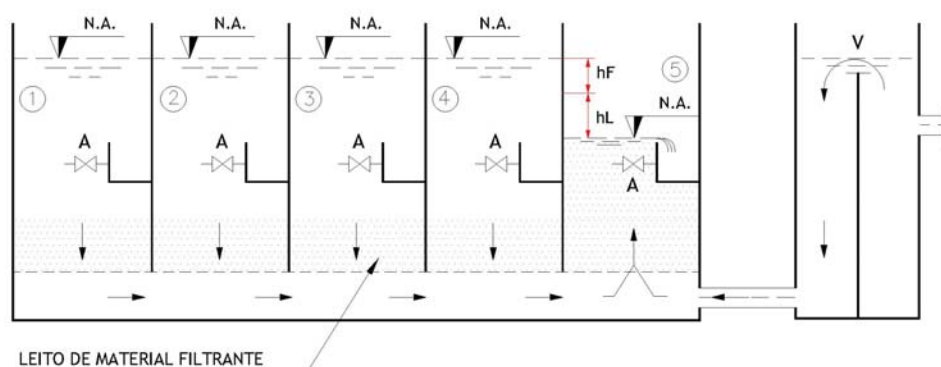 N.A. N.A. N.A. N.A. V
hF 5
1 2 3 4 N.A.
hL
A A A A A
LEITO DE MATERIAL FILTRANTE